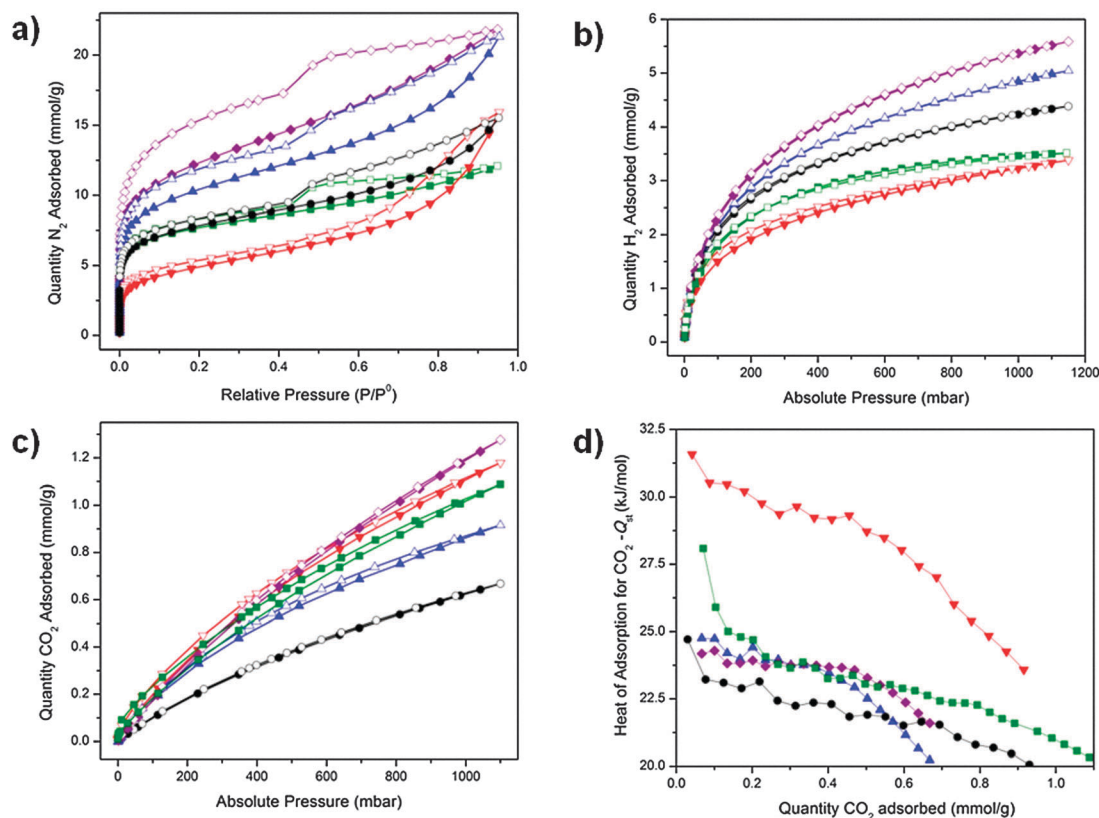 a)
Quantity N2 Adsorbed (mmol/g)
20
15
10
5
0
0.0 0.2 0.4 0.6 0.8 1.0
Relative Pressure (P/P0)
b)
Quantity H2 Adsorbed (mmol/g)
6
5
4
3
2
1
0
0 200 400 600 800 1000 1200
Absolute Pressure (mbar)
c)
Quantity CO2 Adsorbed (mmol/g)
1.2
1.0
0.8
0.6
0.4
0.2
0.0
0 200 400 600 800 1000
Absolute Pressure (mbar)
d)
Heat of Adsorption for CO2 -Qst (kJ/mol)
32.5
30.0
27.5
25.0
22.5
20.0
0.0 0.2 0.4 0.6 0.8 1.0
Quantity CO2 adsorbed (mmol/g)